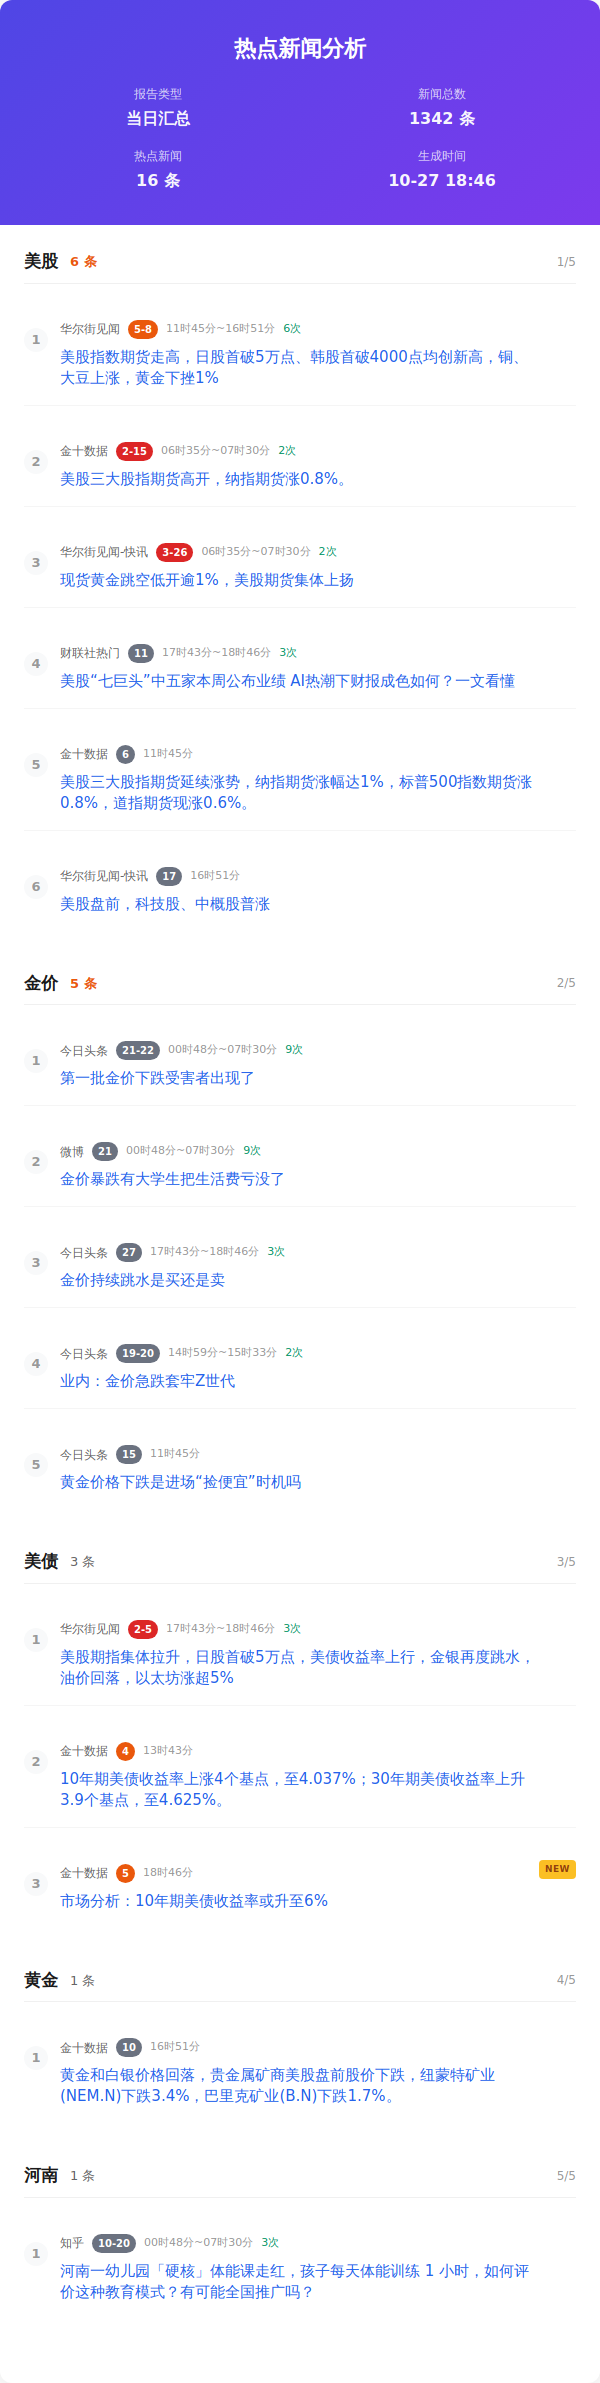 热点新闻分析
报告类型
新闻总数
当日汇总
1342 条
热点新闻
生成时间
16 条
10-27 18:46
美股 6 条 1/5
1
华尔街见闻 5-8 11时45分~16时51分 6次
美股指数期货走高，日股首破5万点、韩股首破4000点均创新高，铜、
大豆上涨，黄金下挫1%
2
金十数据 2-15 06时35分~07时30分 2次
美股三大股指期货高开，纳指期货涨0.8%。
3
华尔街见闻-快讯 3-26 06时35分~07时30分 2次
现货黄金跳空低开逾1%，美股期货集体上扬
4
财联社热门 11 17时43分~18时46分 3次
美股“七巨头”中五家本周公布业绩 AI热潮下财报成色如何？一文看懂
5
金十数据 6 11时45分
美股三大股指期货延续涨势，纳指期货涨幅达1%，标普500指数期货涨
0.8%，道指期货现涨0.6%。
6
华尔街见闻-快讯 17 16时51分
美股盘前，科技股、中概股普涨
金价 5 条 2/5
1
今日头条 21-22 00时48分~07时30分 9次
第一批金价下跌受害者出现了
2
微博 21 00时48分~07时30分 9次
金价暴跌有大学生把生活费亏没了
3
今日头条 27 17时43分~18时46分 3次
金价持续跳水是买还是卖
4
今日头条 19-20 14时59分~15时33分 2次
业内：金价急跌套牢Z世代
5
今日头条 15 11时45分
黄金价格下跌是进场“捡便宜”时机吗
美债 3 条 3/5
1
华尔街见闻 2-5 17时43分~18时46分 3次
美股期指集体拉升，日股首破5万点，美债收益率上行，金银再度跳水，
油价回落，以太坊涨超5%
2
金十数据 4 13时43分
10年期美债收益率上涨4个基点，至4.037%；30年期美债收益率上升
3.9个基点，至4.625%。
3
金十数据 5 18时46分 NEW
市场分析：10年期美债收益率或升至6%
黄金 1 条 4/5
1
金十数据 10 16时51分
黄金和白银价格回落，贵金属矿商美股盘前股价下跌，纽蒙特矿业
(NEM.N)下跌3.4%，巴里克矿业(B.N)下跌1.7%。
河南 1 条 5/5
1
知乎 10-20 00时48分~07时30分 3次
河南一幼儿园「硬核」体能课走红，孩子每天体能训练 1 小时，如何评
价这种教育模式？有可能全国推广吗？